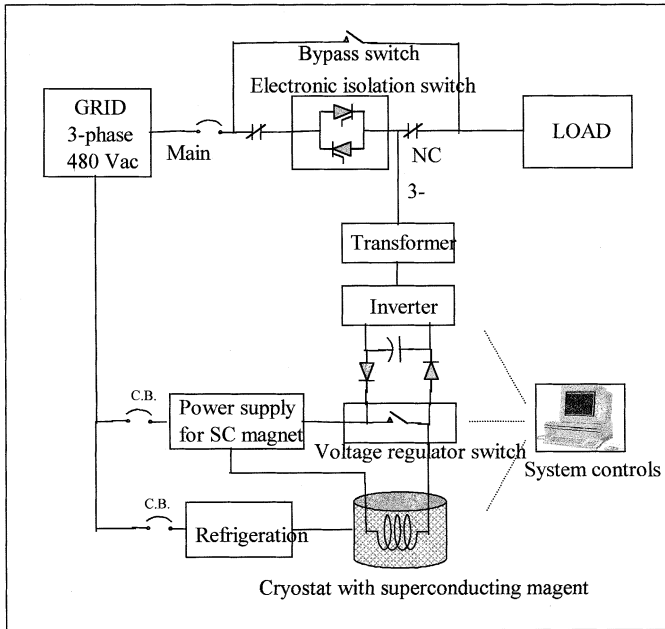 Bypass switch
Electronic isolation switch
GRID
3-phase
480 Vac
Main
NC
LOAD
3-
Transformer
Inverter
C.B.
Power supply
for SC magnet
Voltage regulator switch
System controls
C.B.
Refrigeration
Cryostat with superconducting magent